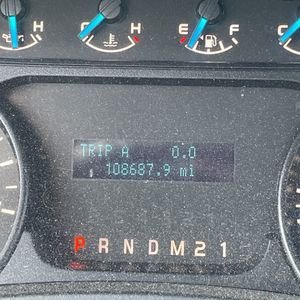 H C H E F C
TRIP A 0.0
108687.9 mi
P R N D M 2 1